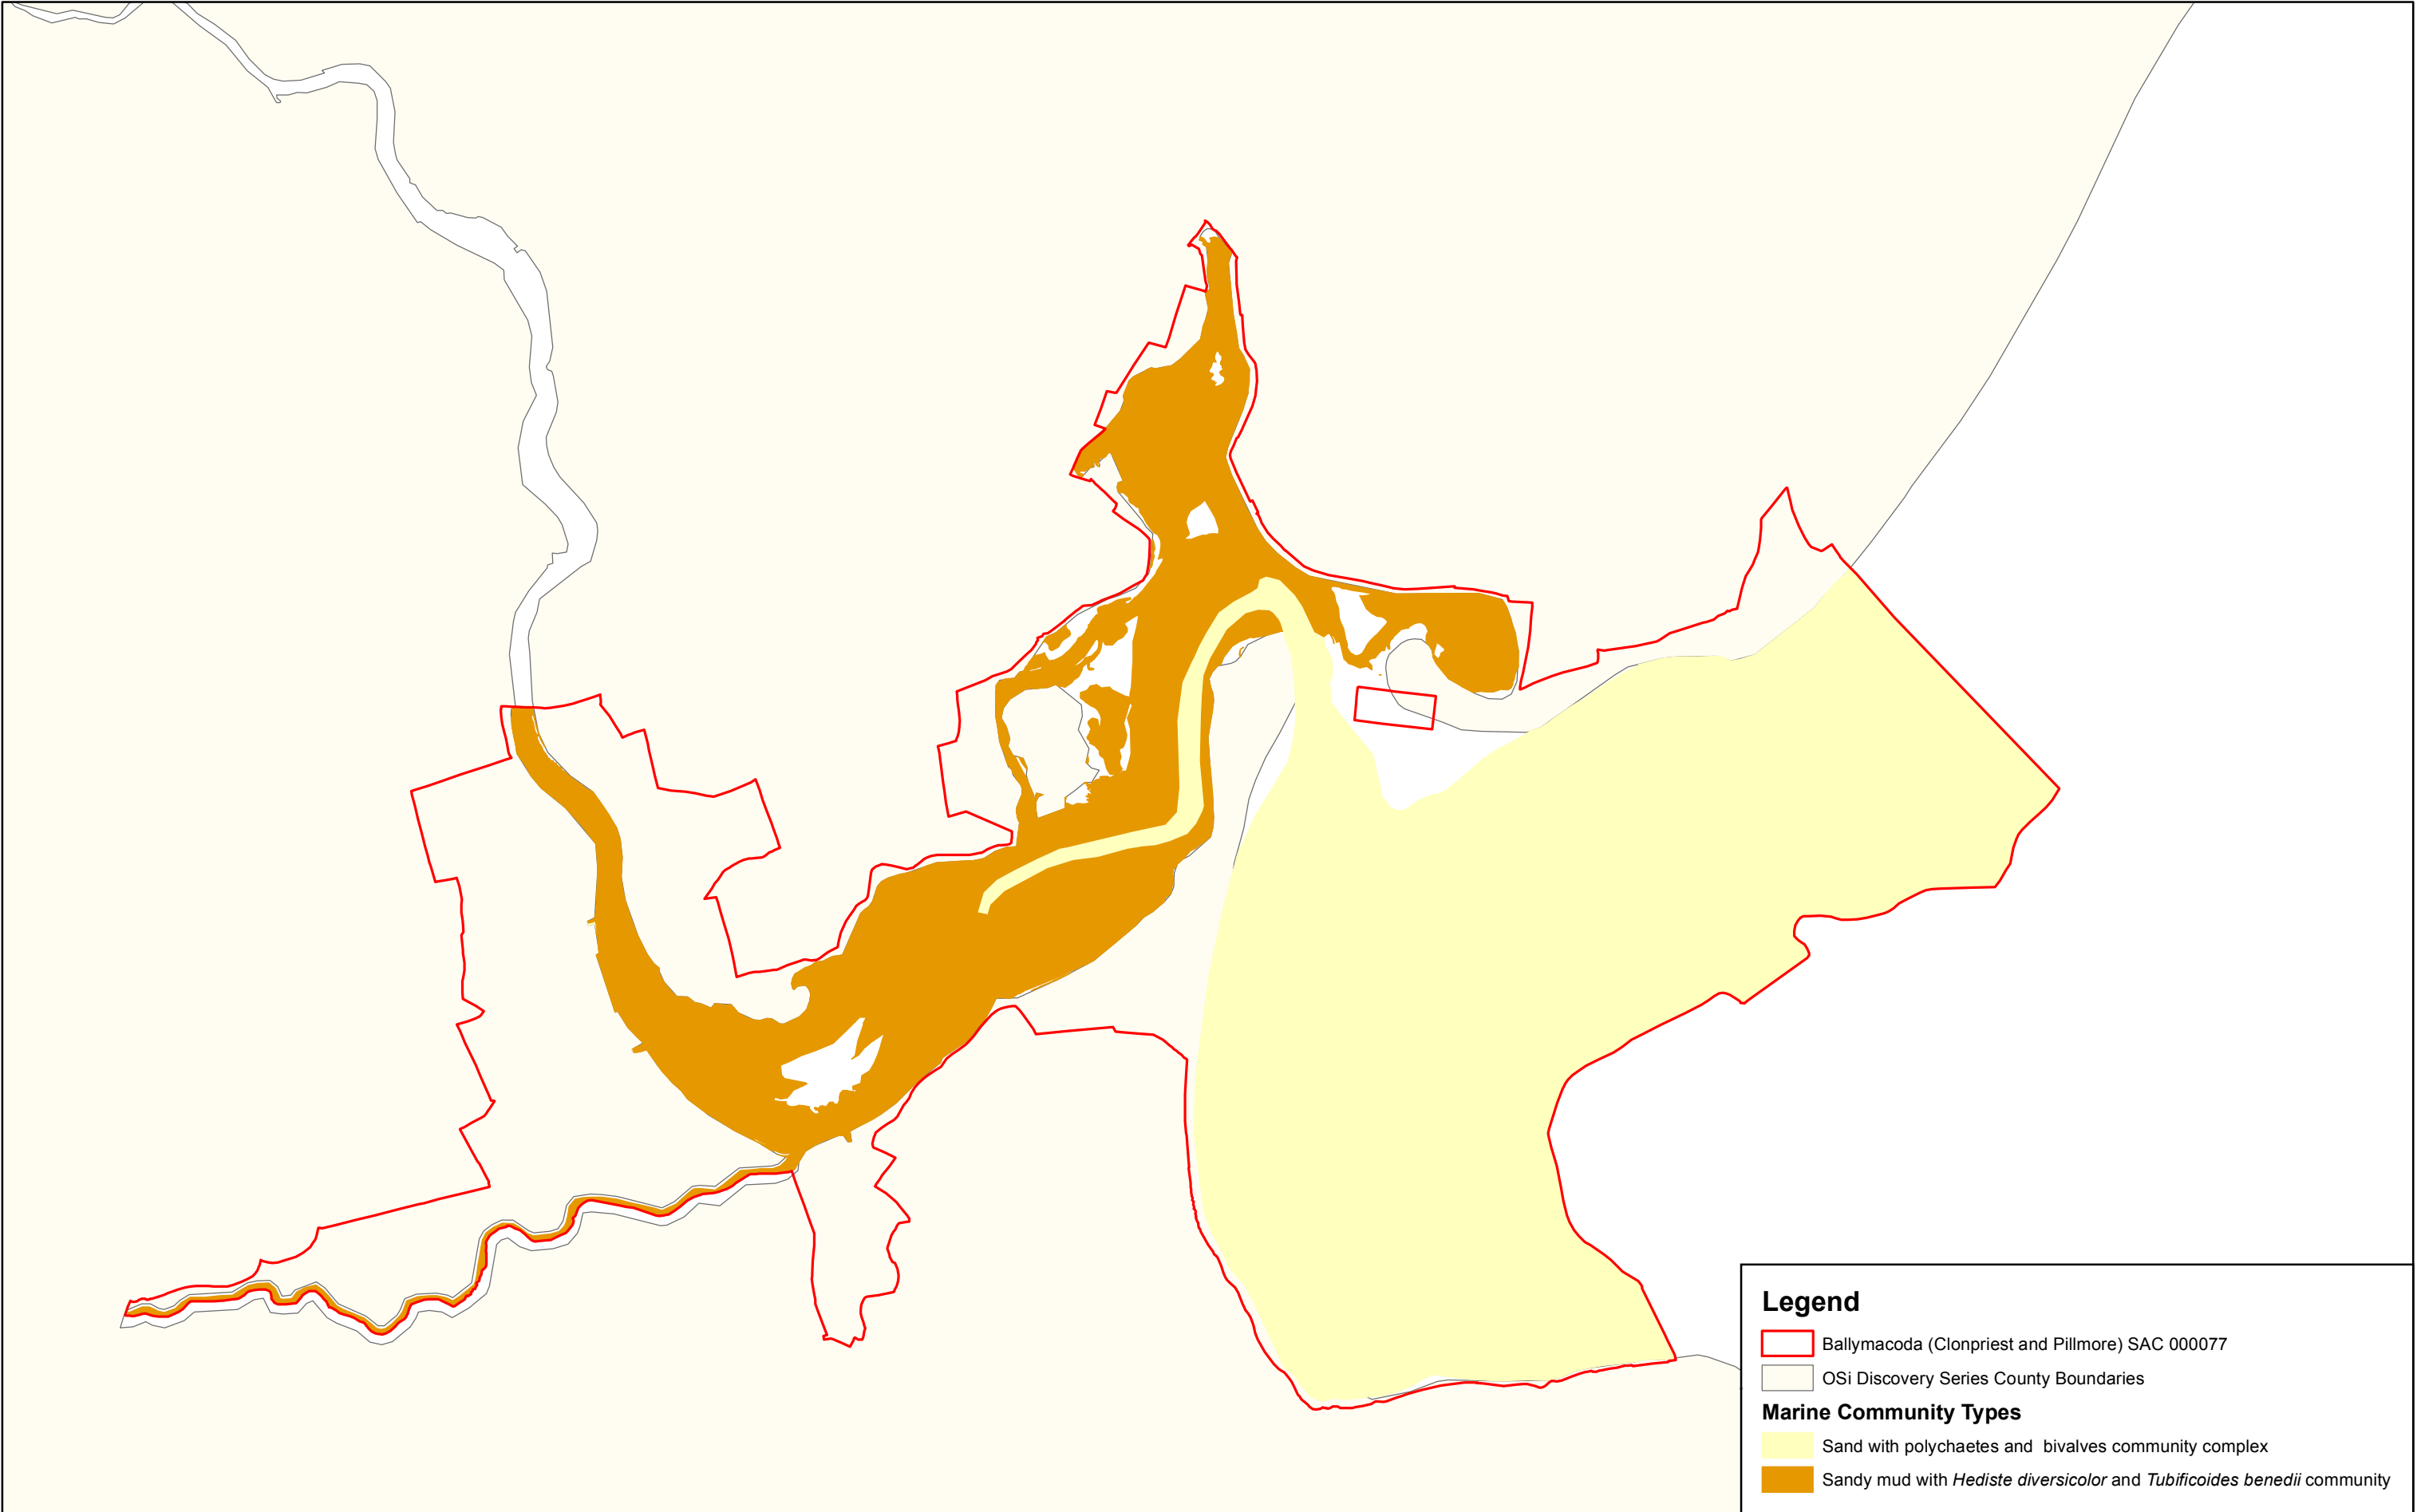 Legend
Ballymacoda (Clonpriest and Pillmore) SAC 000077
OSi Discovery Series County Boundaries
Marine Community Types
Sand with polychaetes and  bivalves community complex
Sandy mud with Hediste diversicolor and Tubificoides benedii community